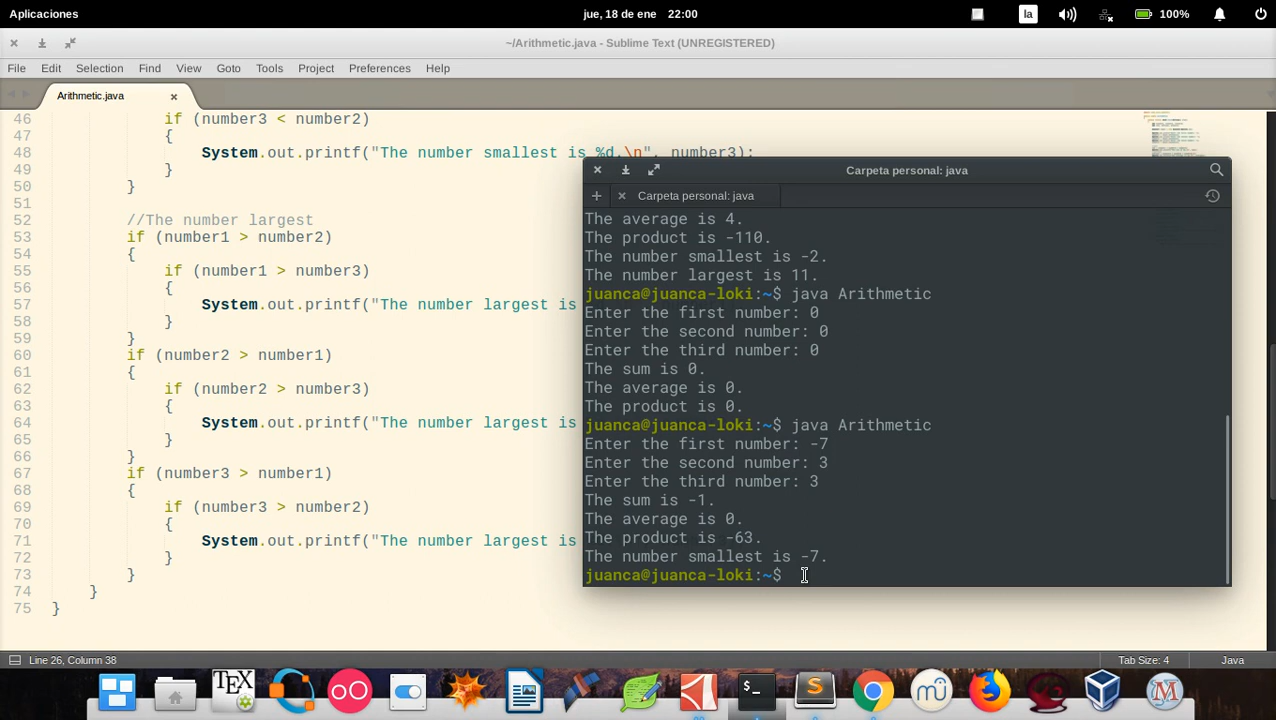 Aplicaciones
jue, 18 de ene 22:00
la
100%
~/Arithmetic.java - Sublime Text (UNREGISTERED)
File Edit Selection Find View Goto Tools Project Preferences Help
Arithmetic.java
46 if (number3 < number2)
47 {
48 System.out.printf("The number smallest is %d.\n", number3);
49 }
50 }
51
52 //The number largest
53 if (number1 > number2)
54 {
55 if (number1 > number3)
56 {
57 System.out.printf("The number largest is
58 }
59 }
60 if (number2 > number1)
61 {
62 if (number2 > number3)
63 {
64 System.out.printf("The number largest is
65 }
66 }
67 if (number3 > number1)
68 {
69 if (number3 > number2)
70 {
71 System.out.printf("The number largest is
72 }
73 }
74 }
75 }
Carpeta personal: java
Carpeta personal: java
The average is 4.
The product is -110.
The number smallest is -2.
The number largest is 11.
juanca@juanca-loki:~$ java Arithmetic
Enter the first number: 0
Enter the second number: 0
Enter the third number: 0
The sum is 0.
The average is 0.
The product is 0.
juanca@juanca-loki:~$ java Arithmetic
Enter the first number: -7
Enter the second number: 3
Enter the third number: 3
The sum is -1.
The average is 0.
The product is -63.
The number smallest is -7.
juanca@juanca-loki:~$
Line 26, Column 38
Tab Size: 4
Java
TEX